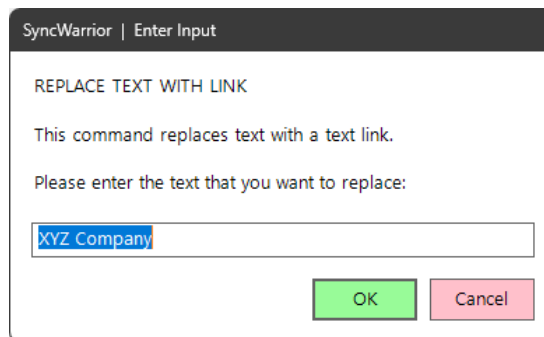 SyncWarrior | Enter Input
REPLACE TEXT WITH LINK
This command replaces text with a text link.
Please enter the text that you want to replace:
XYZ Company
OK Cancel